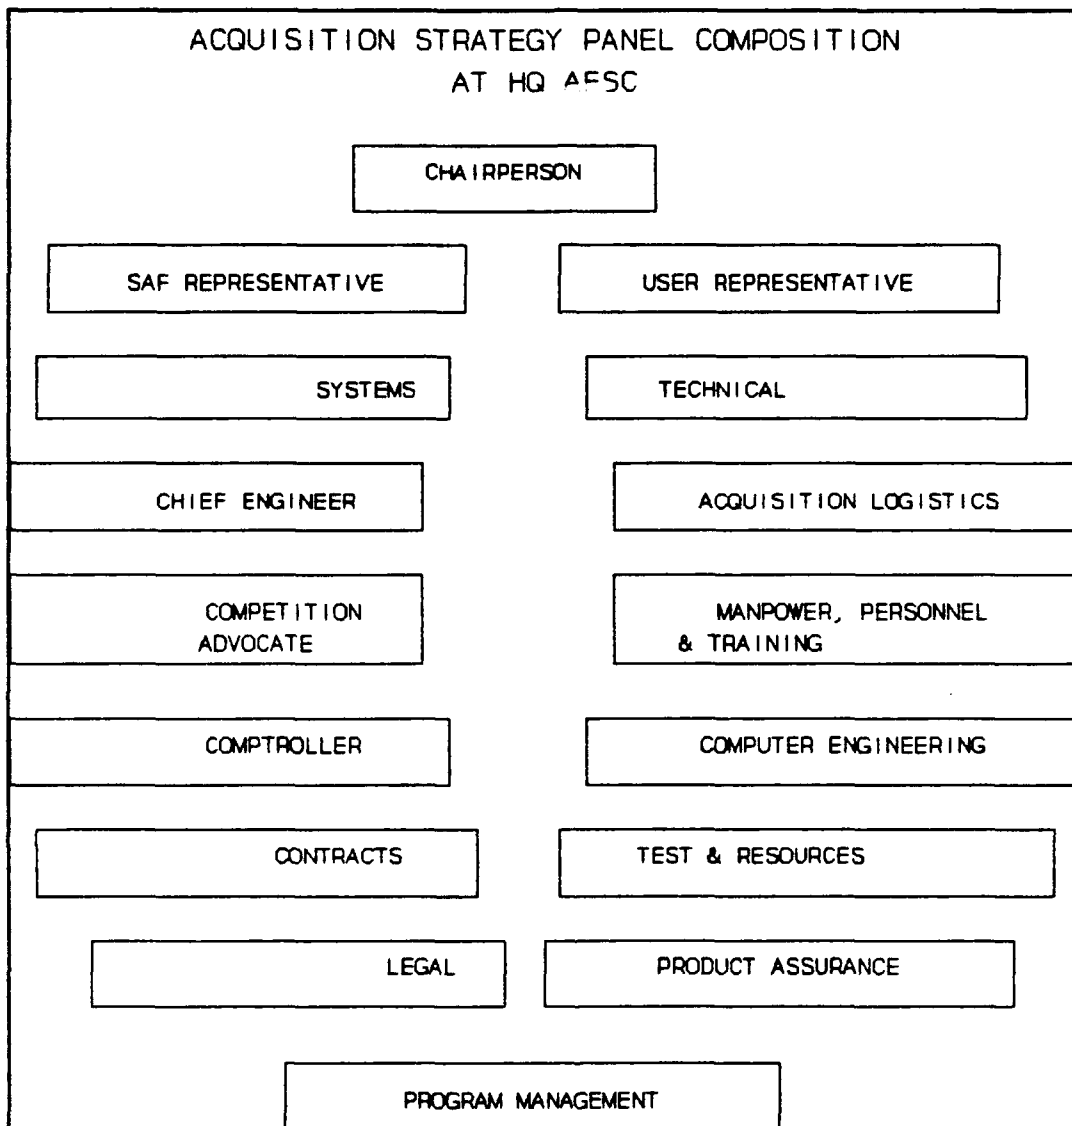 ACQUISITION STRATEGY PANEL COMPOSITION
AT HQ AFSC
CHAIRPERSON
SAF REPRESENTATIVE
USER REPRESENTATIVE
SYSTEMS
TECHNICAL
CHIEF ENGINEER
ACQUISITION LOGISTICS
COMPETITION
ADVOCATE
MANPOWER, PERSONNEL
& TRAINING
COMPTROLLER
COMPUTER ENGINEERING
CONTRACTS
TEST & RESOURCES
LEGAL
PRODUCT ASSURANCE
PROGRAM MANAGEMENT